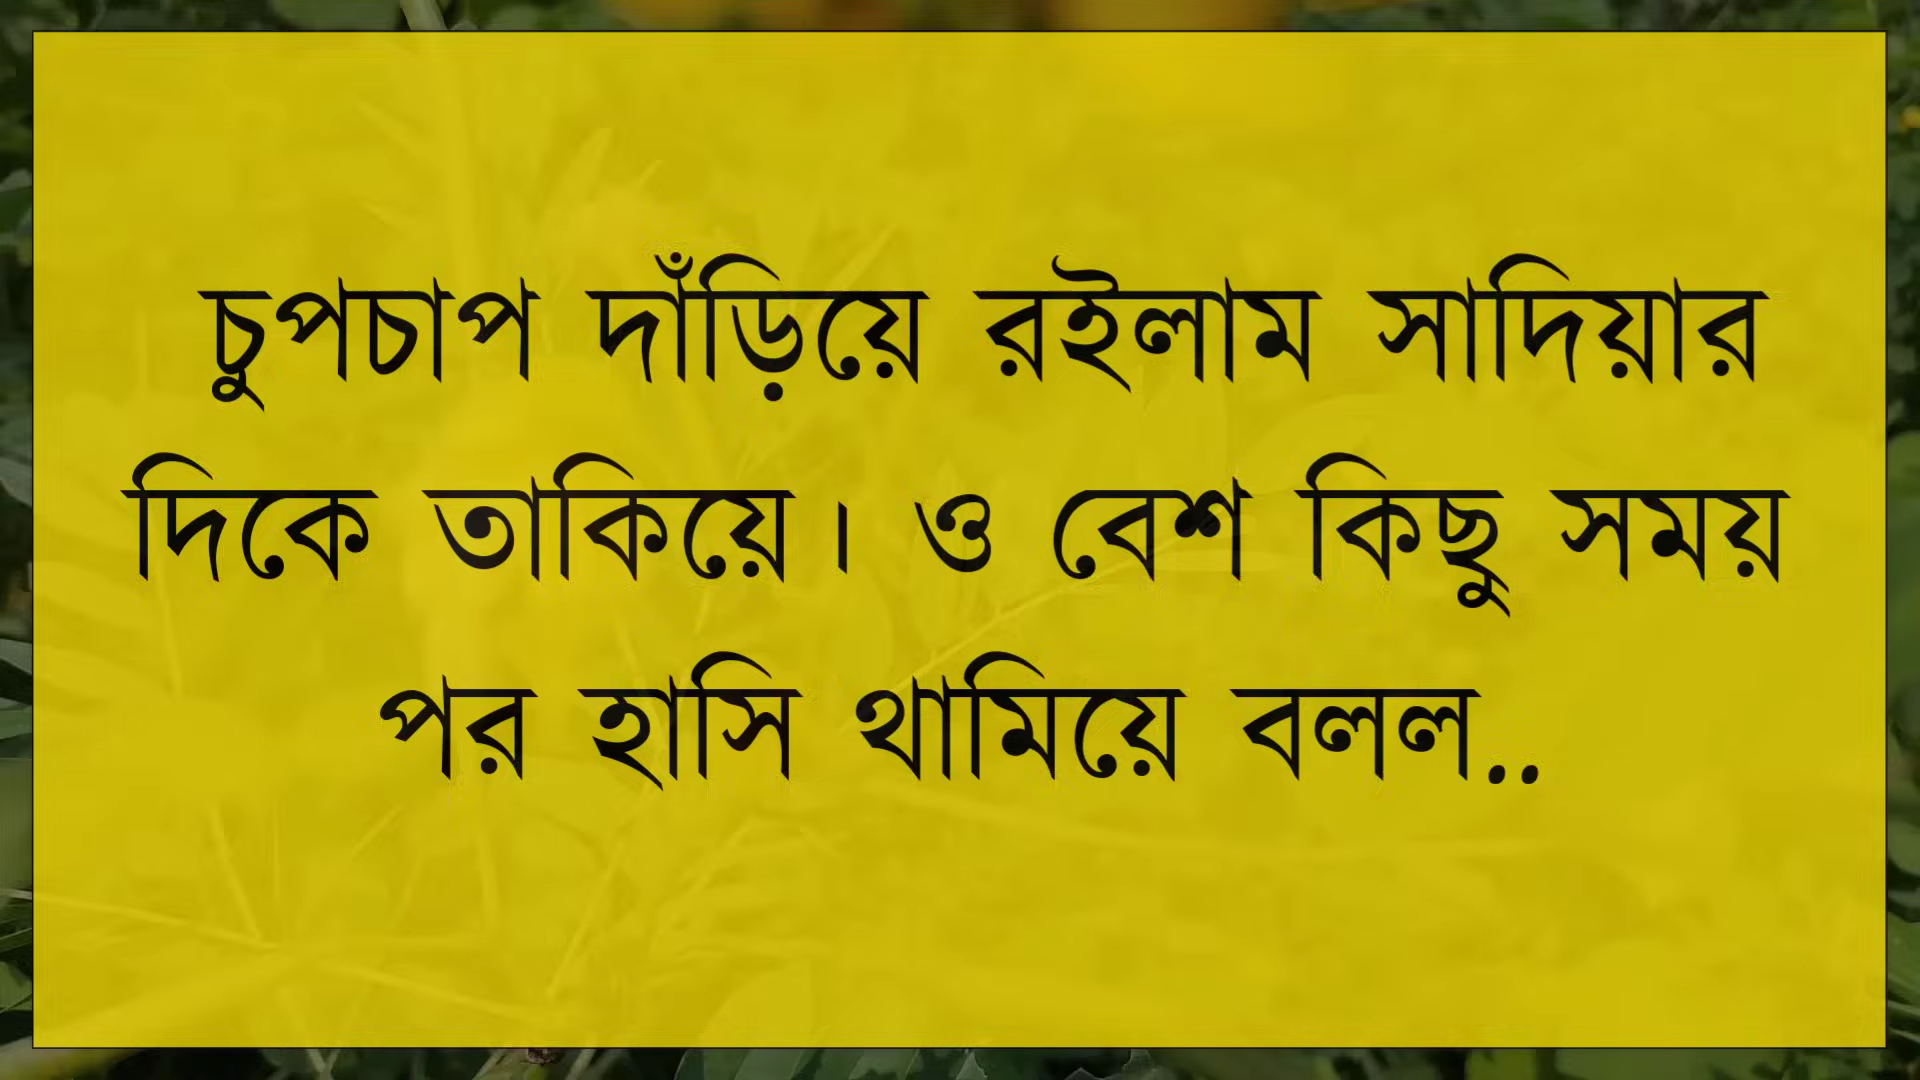 চুপচাপ দাঁড়িয়ে রইলাম সাদিয়ার
দিকে তাকিয়ে। ও বেশ কিছু সময়
পর হাসি থামিয়ে বলল..